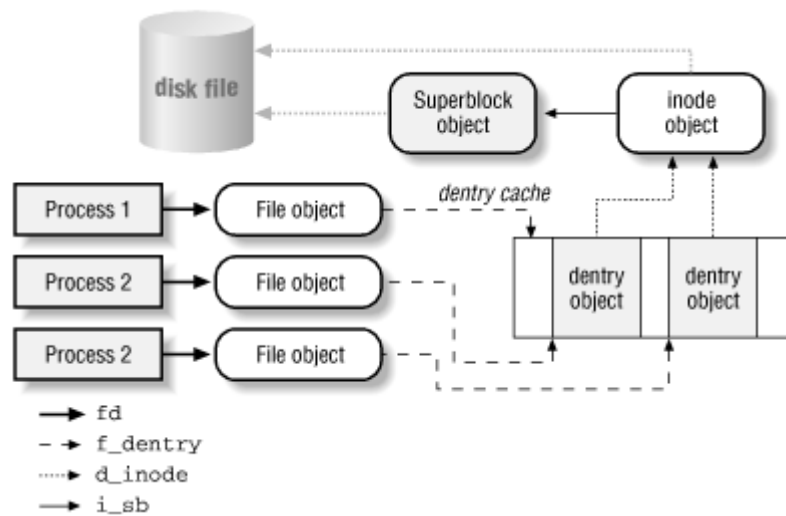 disk file
Superblock
object
inode
object
dentry cache
Process 1
File object
Process 2
File object
dentry
object
dentry
object
Process 2
File object
fd
f_dentry
d_inode
i_sb